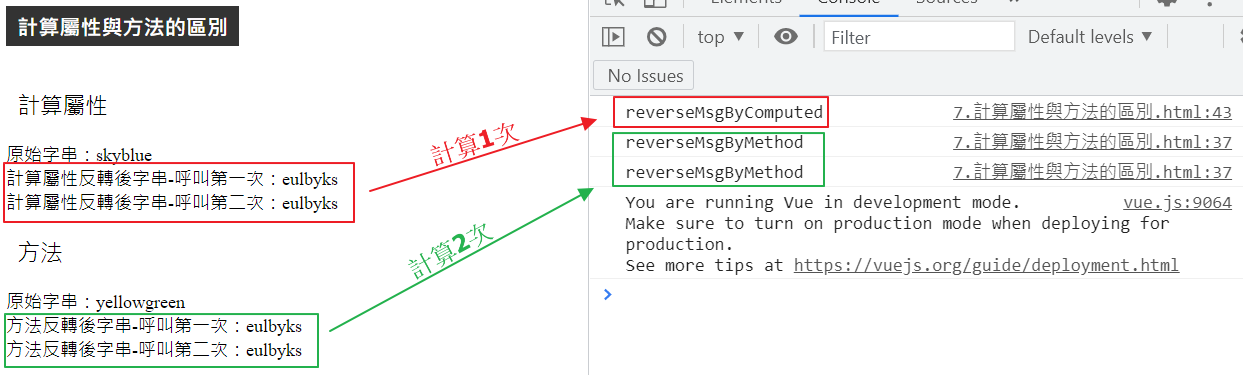 計算屬性與方法的區別
計算屬性
原始字串：skyblue
計算屬性反轉後字串-呼叫第一次：eulbyks
計算屬性反轉後字串-呼叫第二次：eulbyks
方法
原始字串：yellowgreen
方法反轉後字串-呼叫第一次：eulbyks
方法反轉後字串-呼叫第二次：eulbyks
計算1次
計算2次
Elements Console Sources
top ▼ Filter Default levels ▼
No Issues
reverseMsgByComputed 7.計算屬性與方法的區別.html:43
reverseMsgByMethod 7.計算屬性與方法的區別.html:37
reverseMsgByMethod 7.計算屬性與方法的區別.html:37
You are running Vue in development mode. vue.js:9064
Make sure to turn on production mode when deploying for
production.
See more tips at https://vuejs.org/guide/deployment.html